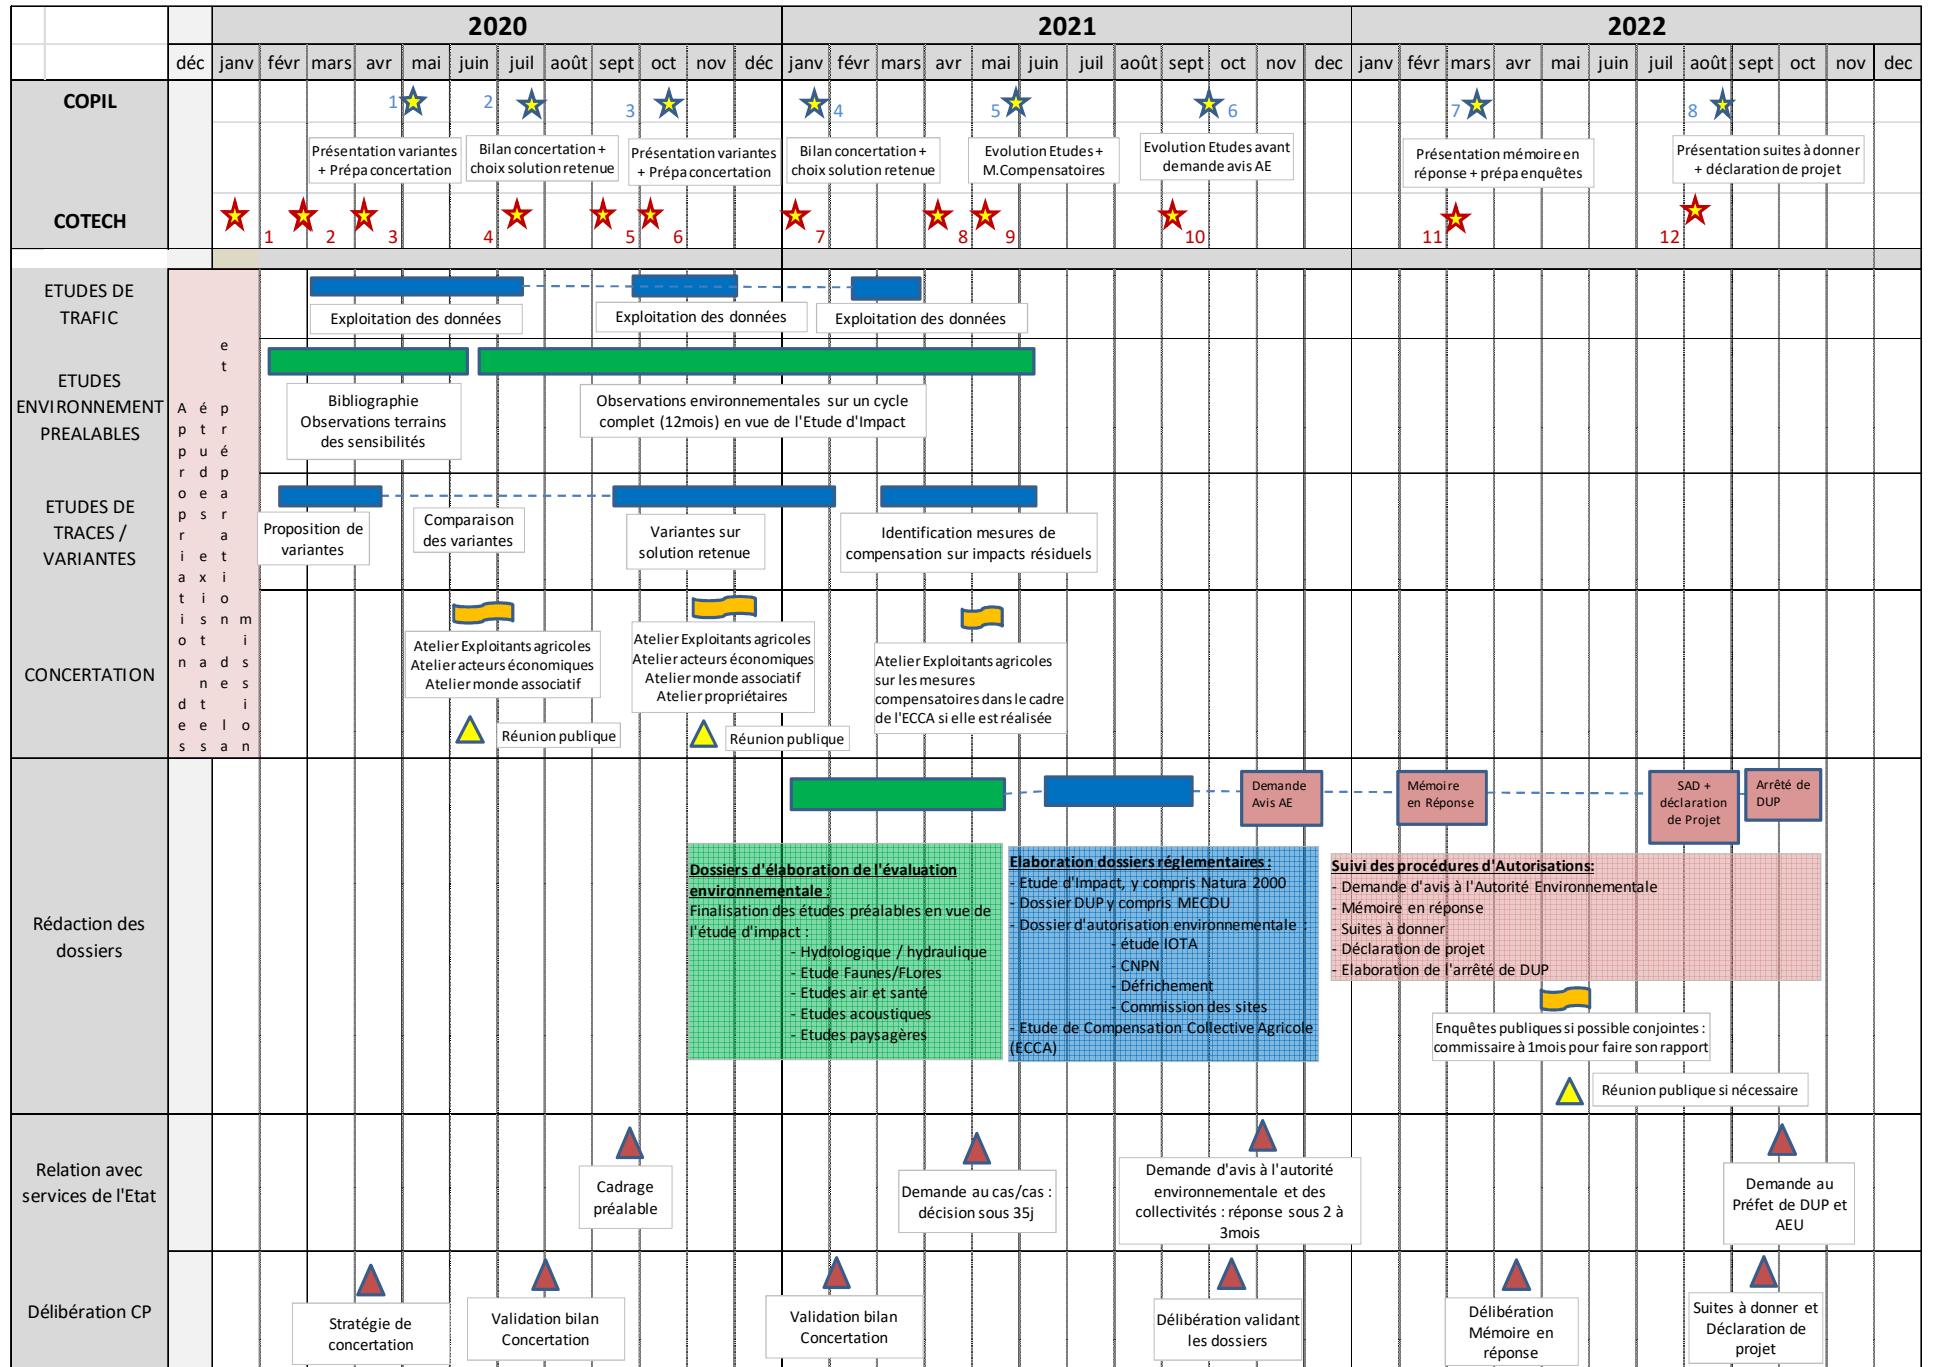 2020
2021
2022
déc janv févr mars avr mai juin juil août sept oct nov déc janv févr mars avr mai juin juil août sept oct nov dec janv févr mars avr mai juin juil août sept oct nov dec
COPIL
1 2 3 4 5 6 7 8
Présentation variantes
+ Prépa concertation
Bilan concertation +
choix solution retenue
Présentation variantes
+ Prépa concertation
Bilan concertation +
choix solution retenue
Evolution Etudes +
M.Compensatoires
Evolution Etudes avant
demande avis AE
Présentation mémoire en
réponse + prépa enquêtes
Présentation suites à donner
+ déclaration de projet
COTECH
1 2 3 4 5 6 7 8 9 10 11 12
Appropriation des
études existantes
et préparation de la
mission
ETUDES DE
TRAFIC
Exploitation des données
Exploitation des données
Exploitation des données
ETUDES
ENVIRONNEMENT
PREALABLES
Bibliographie
Observations terrains
des sensibilités
Observations environnementales sur un cycle
complet (12mois) en vue de l'Etude d'Impact
ETUDES DE
TRACES /
VARIANTES
Proposition de
variantes
Comparaison
des variantes
Variantes sur
solution retenue
Identification mesures de
compensation sur impacts résiduels
CONCERTATION
Atelier Exploitants agricoles
Atelier acteurs économiques
Atelier monde associatif
Réunion publique
Atelier Exploitants agricoles
Atelier acteurs économiques
Atelier monde associatif
Atelier propriétaires
Réunion publique
Atelier Exploitants agricoles
sur les mesures
compensatoires dans le cadre
de l'ECCA si elle est réalisée
Rédaction des
dossiers
Demande
Avis AE
Mémoire
en Réponse
SAD +
déclaration
de Projet
Arrêté de
DUP
Dossiers d'élaboration de l'évaluation
environnementale :
Finalisation des études préalables en vue de
l'étude d'impact :
- Hydrologique / hydraulique
- Etude Faunes/FLores
- Etudes air et santé
- Etudes acoustiques
- Etudes paysagères
Elaboration dossiers réglementaires :
- Etude d'Impact, y compris Natura 2000
- Dossier DUP y compris MECDU
- Dossier d'autorisation environnementale :
- étude IOTA
- CNPN
- Défrichement
- Commission des sites
- Etude de Compensation Collective Agricole
(ECCA)
Suivi des procédures d'Autorisations:
- Demande d'avis à l'Autorité Environnementale
- Mémoire en réponse
- Suites à donner
- Déclaration de projet
- Elaboration de l'arrêté de DUP
Enquêtes publiques si possible conjointes :
commissaire à 1mois pour faire son rapport
Réunion publique si nécessaire
Relation avec
services de l'Etat
Cadrage
préalable
Demande au cas/cas :
décision sous 35j
Demande d'avis à l'autorité
environnementale et des
collectivités : réponse sous 2 à
3mois
Demande au
Préfet de DUP et
AEU
Délibération CP
Stratégie de
concertation
Validation bilan
Concertation
Validation bilan
Concertation
Délibération validant
les dossiers
Délibération
Mémoire en
réponse
Suites à donner et
Déclaration de
projet